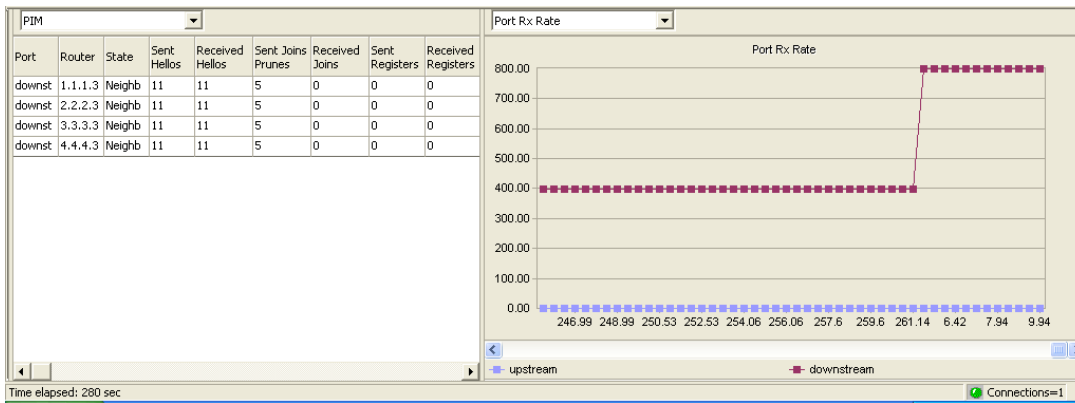 PIM
Port Router State Sent Hellos Received Hellos Sent Joins Prunes Received Joins Sent Registers Received Registers
downst 1.1.1.3 Neighb 11 11 5 0 0 0
downst 2.2.2.3 Neighb 11 11 5 0 0 0
downst 3.3.3.3 Neighb 11 11 5 0 0 0
downst 4.4.4.3 Neighb 11 11 5 0 0 0
Port Rx Rate
Port Rx Rate
800.00
700.00
600.00
500.00
400.00
300.00
200.00
100.00
0.00
246.99 248.99 250.53 252.53 254.06 256.06 257.6 259.6 261.14 6.42 7.94 9.94
upstream downstream
Time elapsed: 280 sec Connections=1